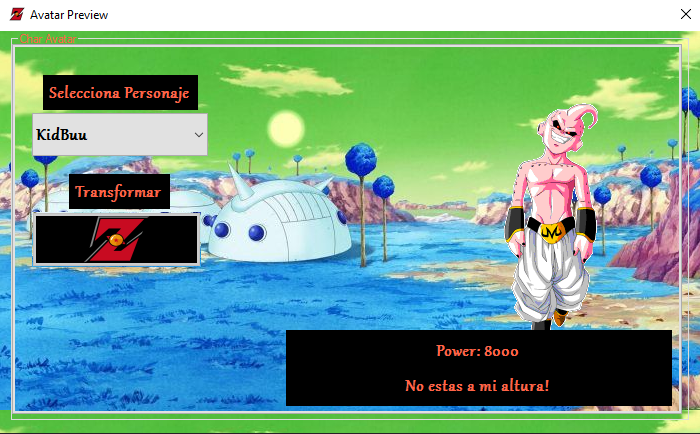 Avatar Preview
Crear Avatar
Selecciona Personaje
KidBuu
Transformar
Power: 8000
No estas a mi altura!